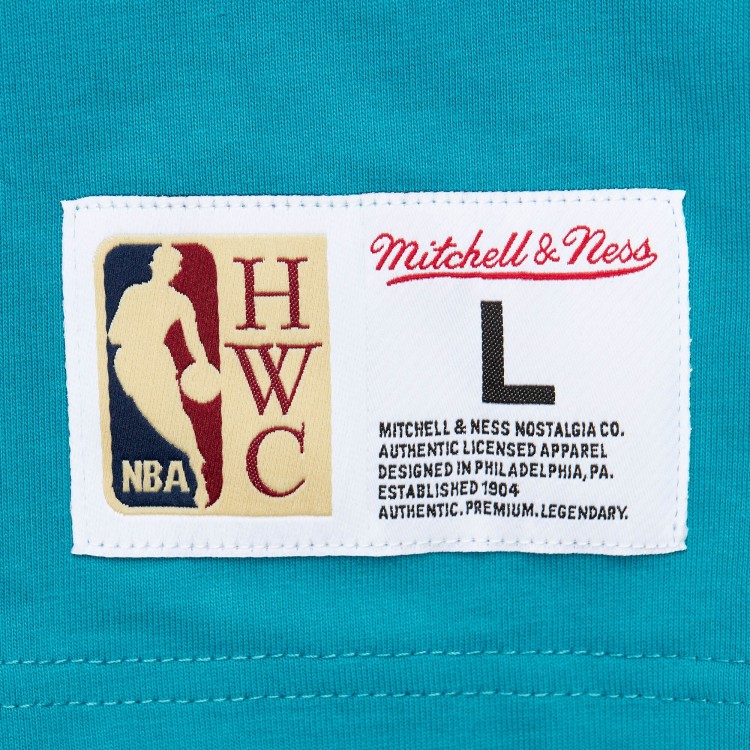 NBA
H
W
C
Mitchell & Ness
L
MITCHELL & NESS NOSTALGIA CO.
AUTHENTIC LICENSED APPAREL
DESIGNED IN PHILADELPHIA, PA.
ESTABLISHED 1904
AUTHENTIC. PREMIUM. LEGENDARY.